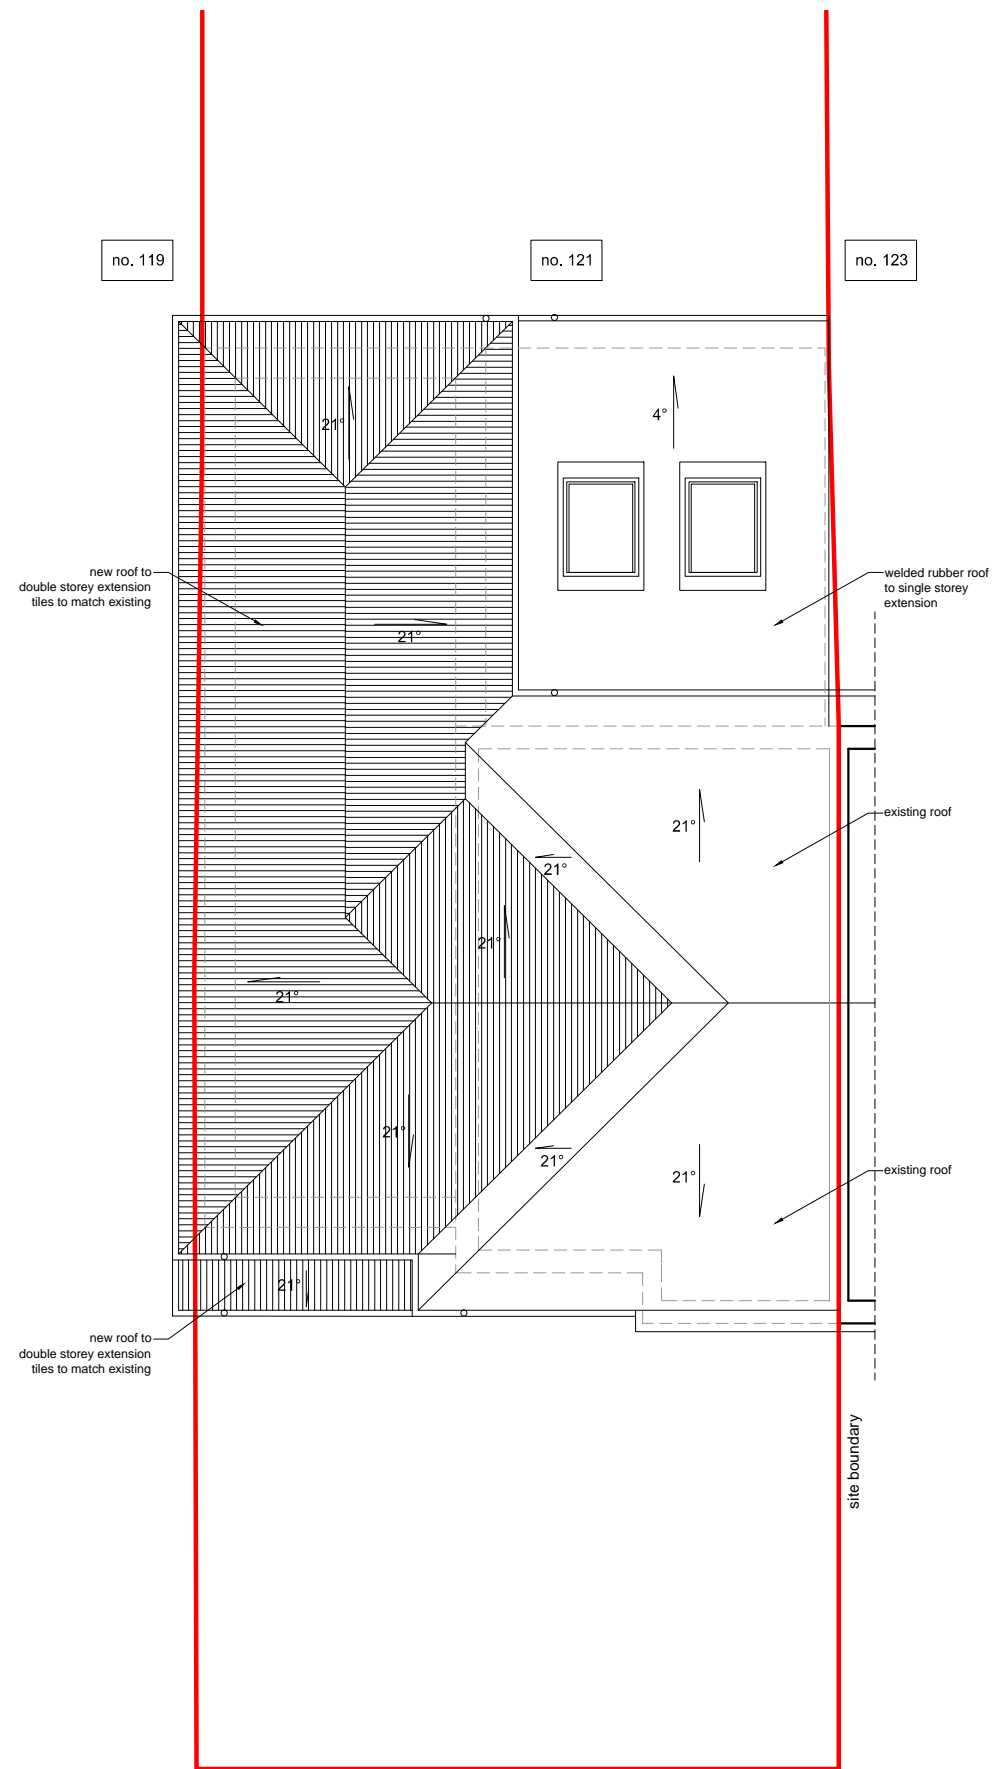 no. 119
no. 121
no. 123
21°
4°
new roof to
double storey extension
tiles to match existing
welded rubber roof
to single storey
extension
21°
21°
existing roof
21°
21°
21°
21°
21°
21°
existing roof
21°
new roof to
double storey extension
tiles to match existing
site boundary